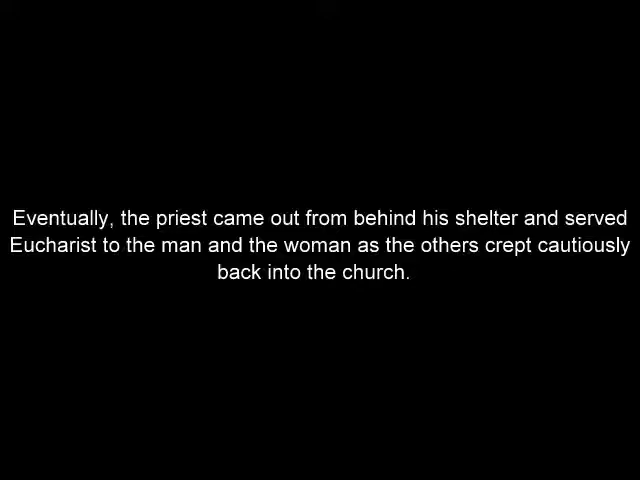 Eventually, the priest came out from behind his shelter and served
Eucharist to the man and the woman as the others crept cautiously
back into the church.